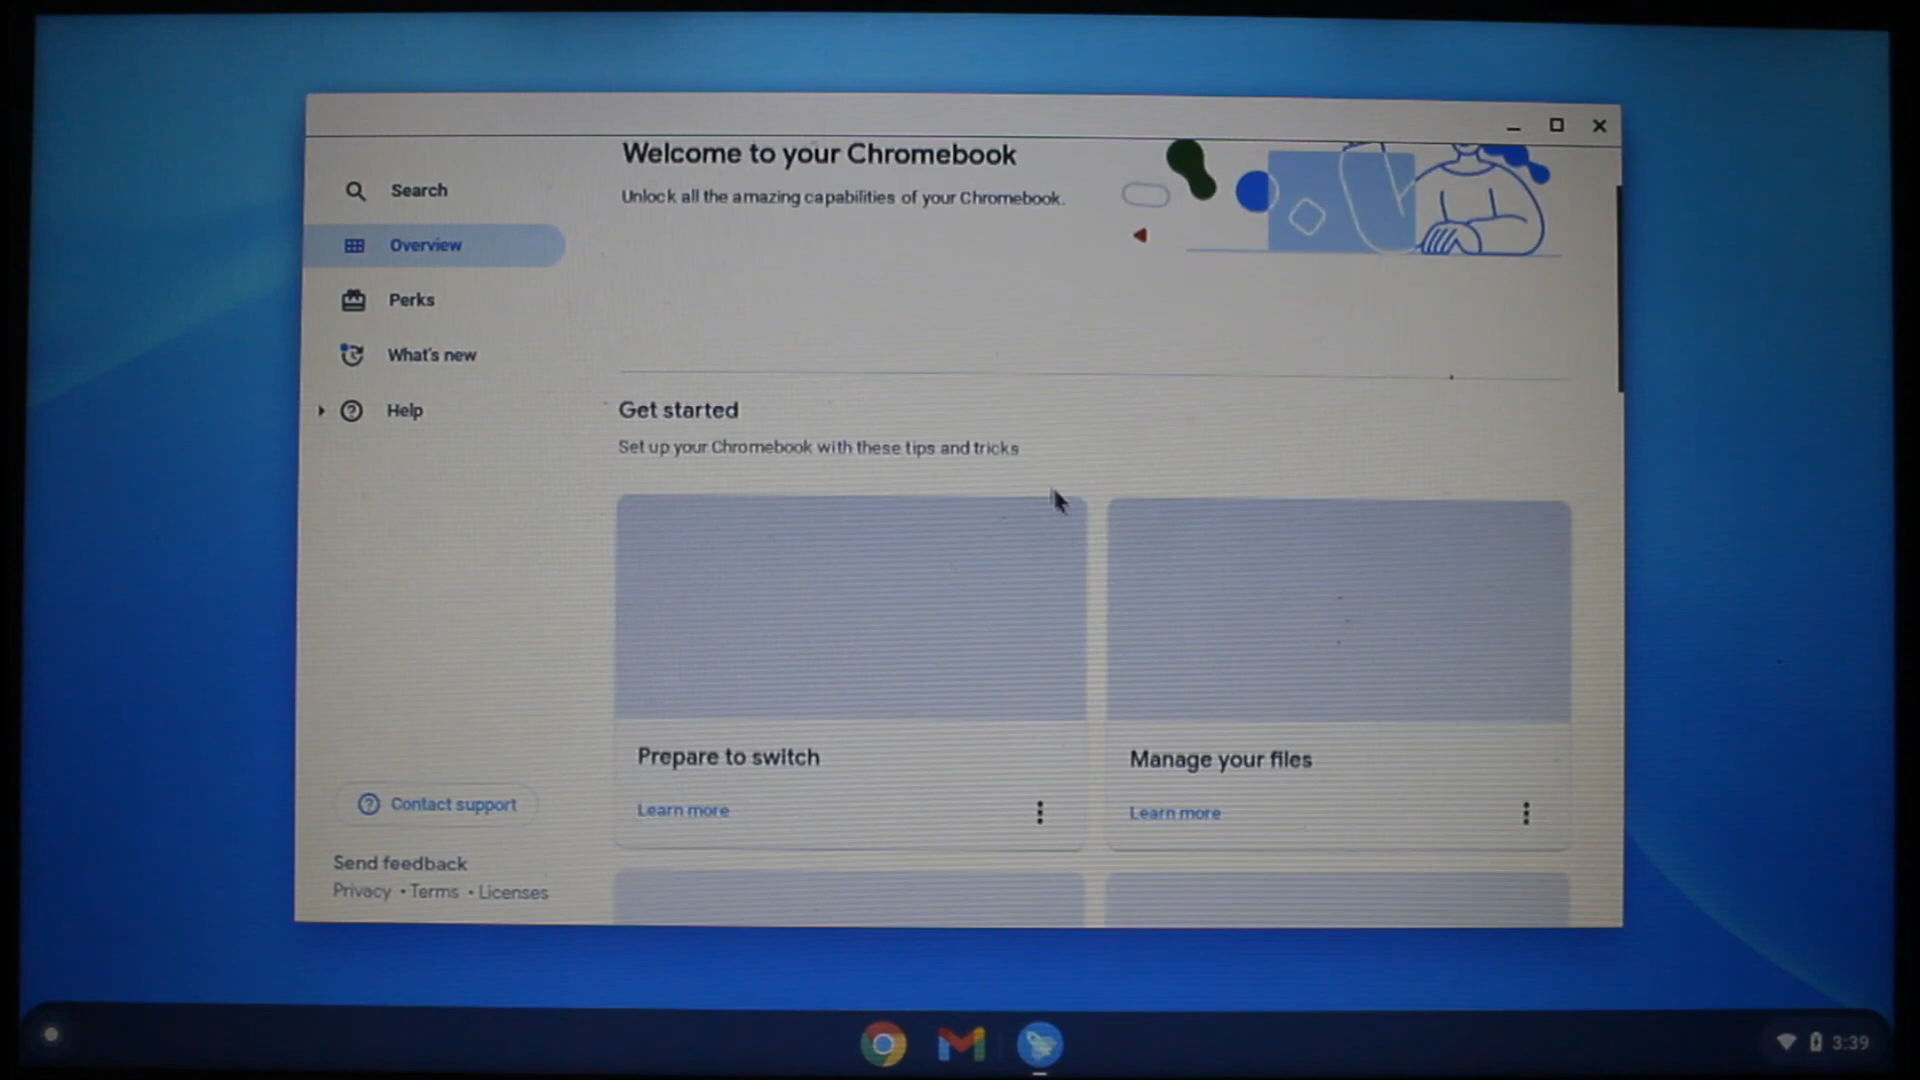 Search
Overview
Perks
What's new
Help
Contact support
Send feedback
Privacy • Terms • Licenses
Welcome to your Chromebook
Unlock all the amazing capabilities of your Chromebook.
Get started
Set up your Chromebook with these tips and tricks
Prepare to switch
Learn more
Manage your files
Learn more
3:39